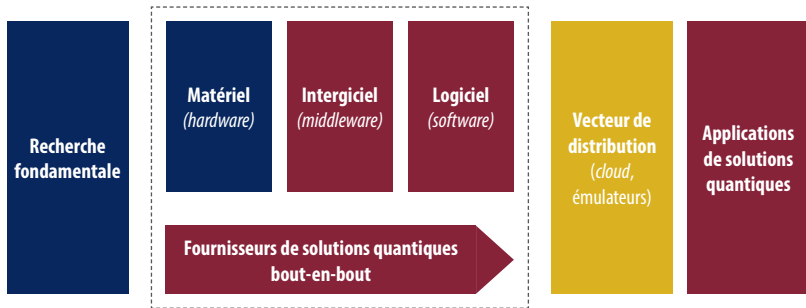 Recherche
fondamentale
Matériel
(hardware)
Intergiciel
(middleware)
Logiciel
(software)
Fournisseurs de solutions quantiques
bout-en-bout
Vecteur de
distribution
(cloud,
émulateurs)
Applications
de solutions
quantiques